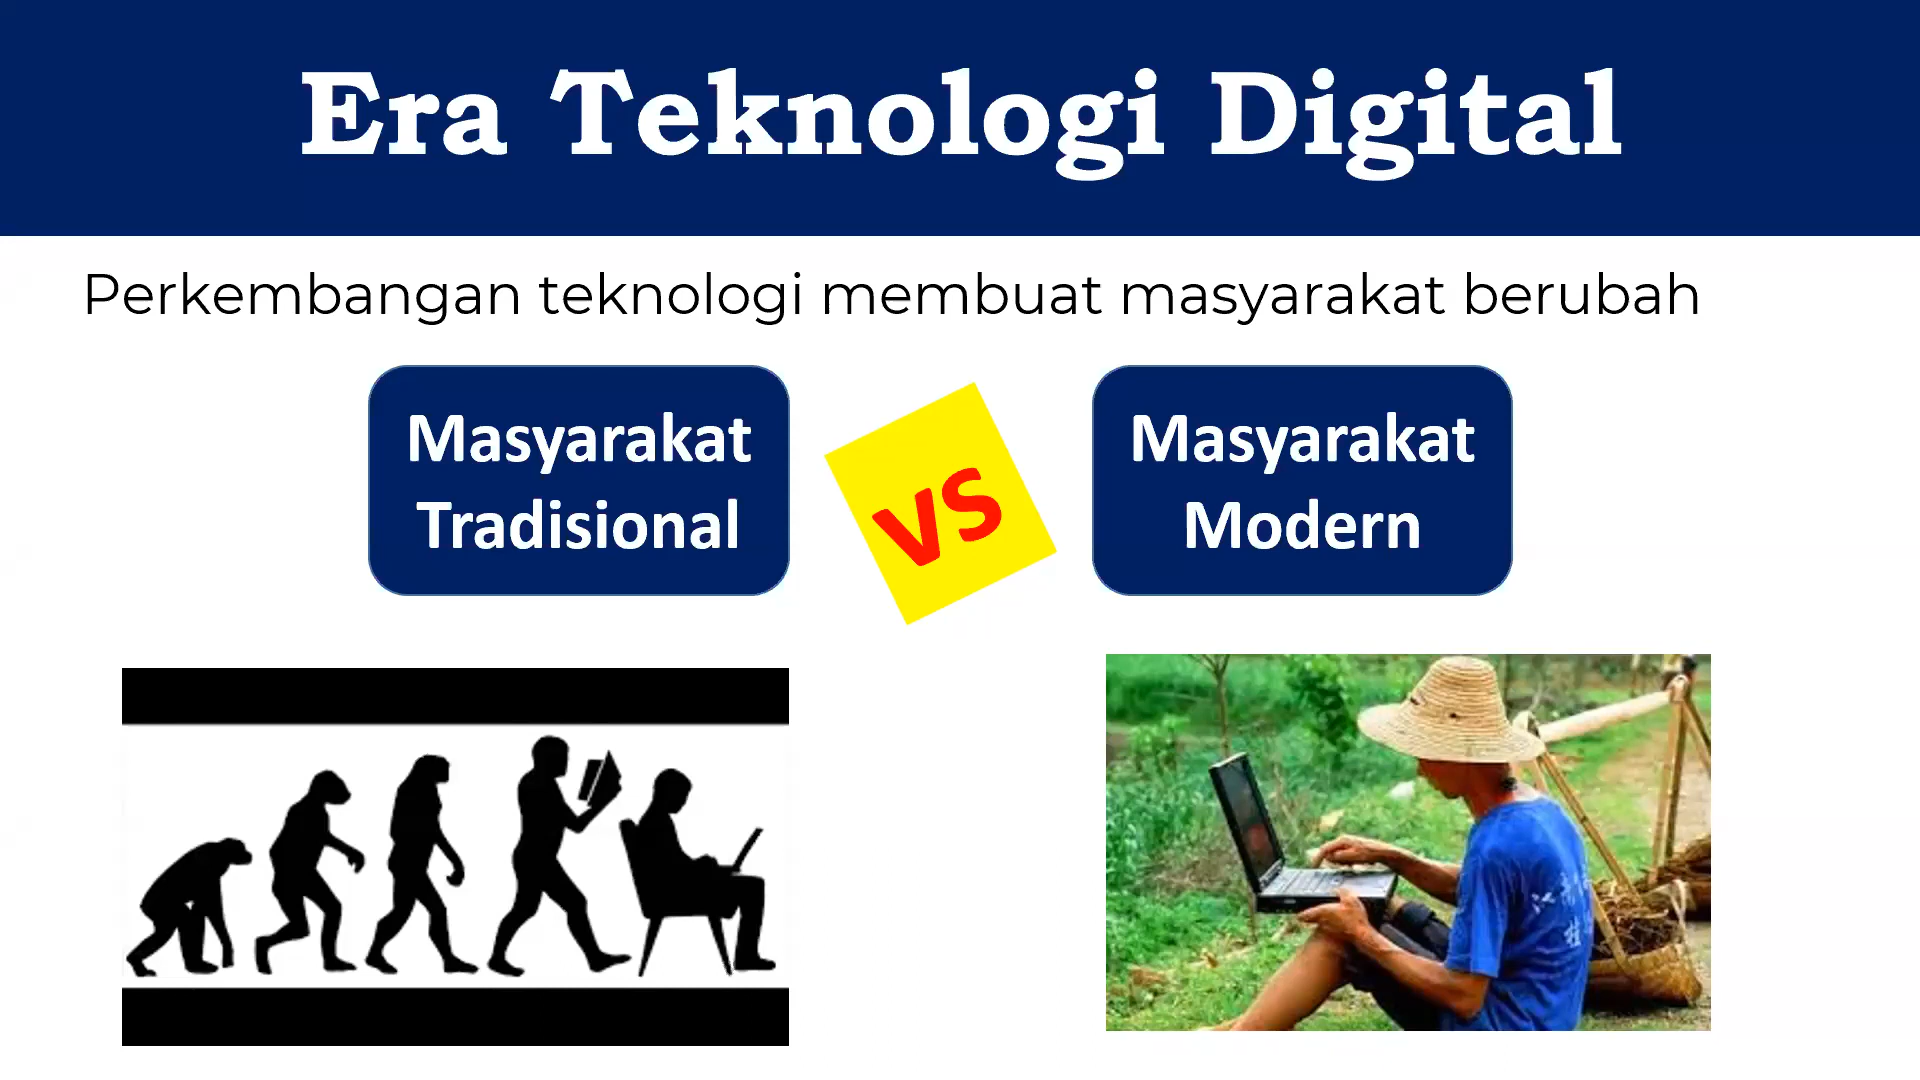 Era Teknologi Digital
Perkembangan teknologi membuat masyarakat berubah
Masyarakat
Tradisional
vs
Masyarakat
Modern